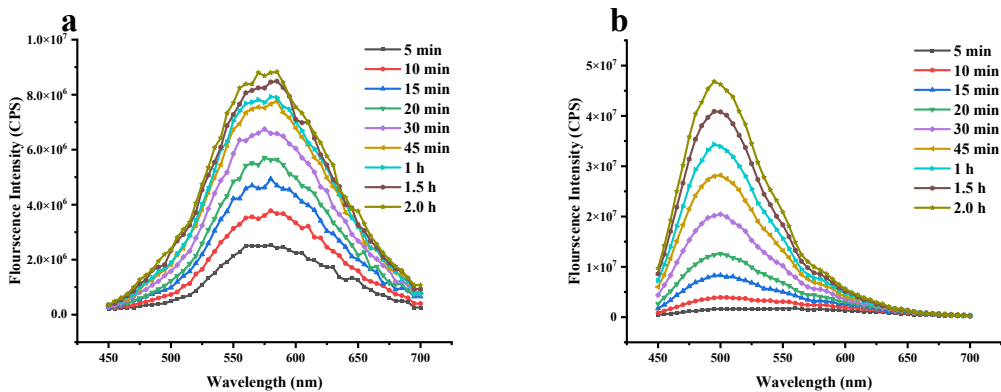 a
1.0×10⁶
8.0×10⁶
6.0×10⁶
4.0×10⁶
2.0×10⁶
0.0
Flourscence Intensity (CPS)
450 500 550 600 650 700
Wavelength (nm)
5 min
10 min
15 min
20 min
30 min
45 min
1 h
1.5 h
2.0 h
b
5×10⁷
4×10⁷
3×10⁷
2×10⁷
1×10⁷
0
Flourscence Intensity (CPS)
450 500 550 600 650 700
Wavelength (nm)
5 min
10 min
15 min
20 min
30 min
45 min
1 h
1.5 h
2.0 h